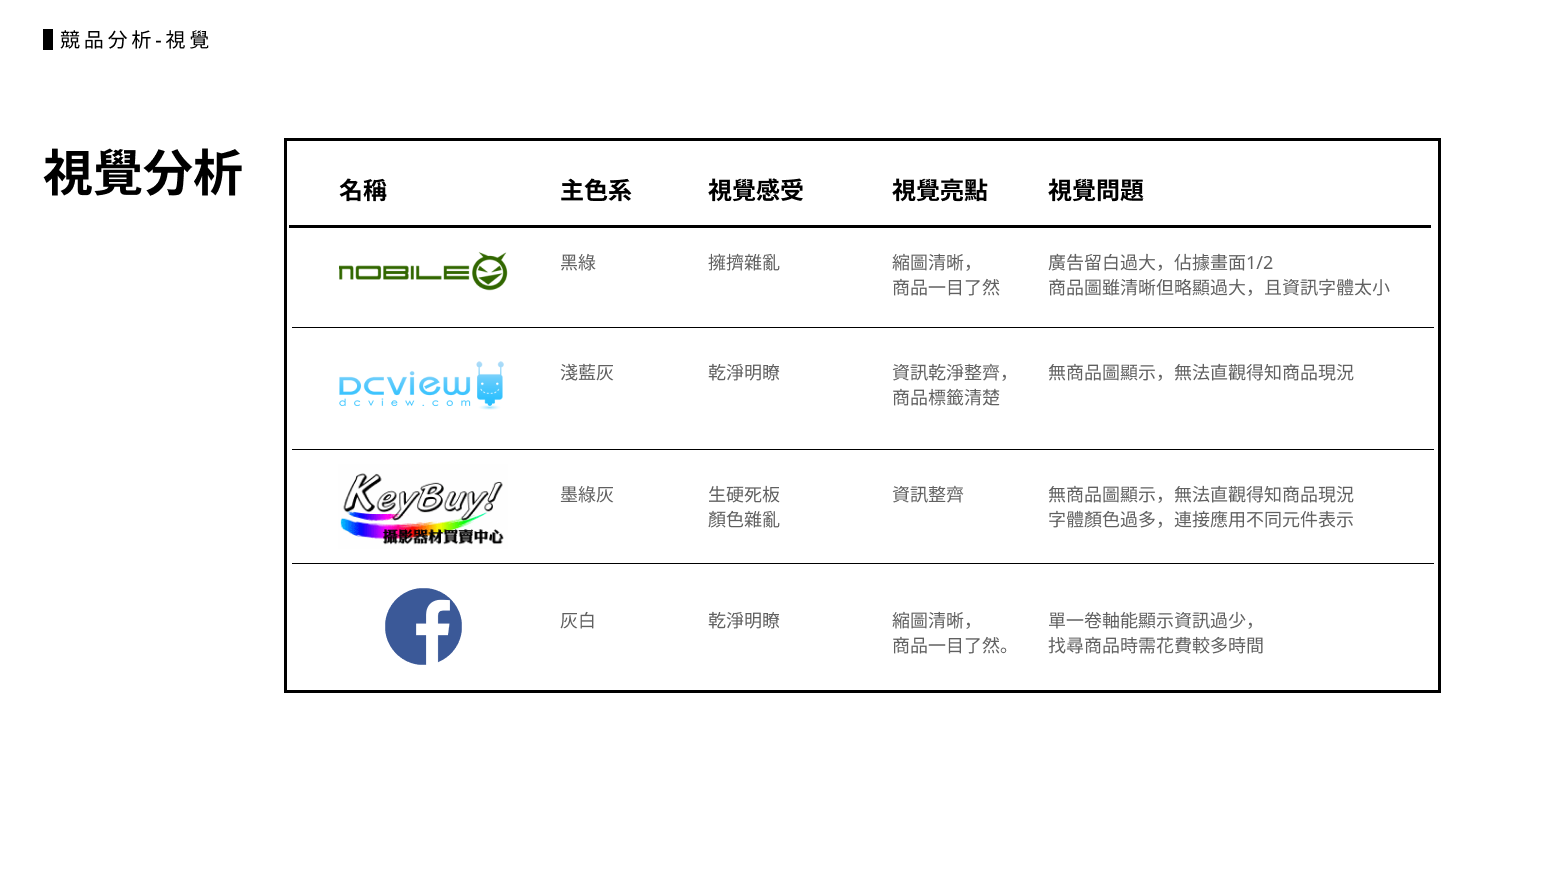 競品分析-視覺
視覺分析
名稱 主色系 視覺感受 視覺亮點 視覺問題
NOBILE 黑綠 擁擠雜亂 縮圖清晰， 廣告留白過大，佔據畫面1/2
商品一目了然 商品圖雖清晰但略顯過大，且資訊字體太小
DCView 淺藍灰 乾淨明瞭 資訊乾淨整齊， 無商品圖顯示，無法直觀得知商品現況
dcview.com 商品標籤清楚
KeyBuy! 墨綠灰 生硬死板 資訊整齊 無商品圖顯示，無法直觀得知商品現況
攝影器材買賣中心 顏色雜亂 字體顏色過多，連接應用不同元件表示
f 灰白 乾淨明瞭 縮圖清晰， 單一卷軸能顯示資訊過少，
商品一目了然。 找尋商品時需花費較多時間